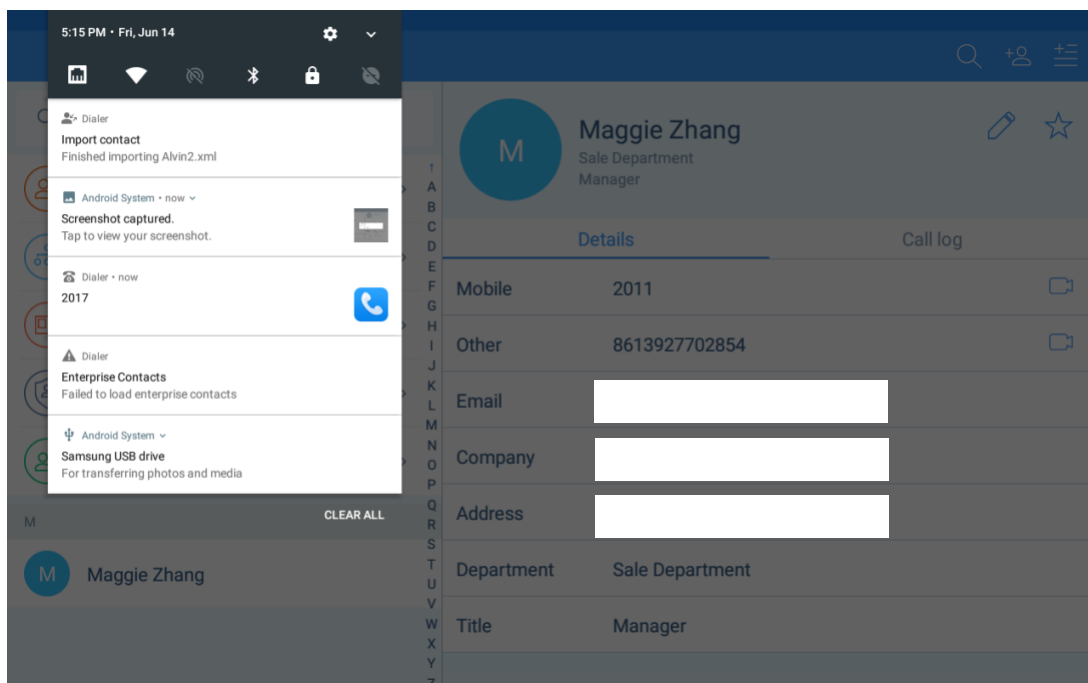 5:15 PM • Fri, Jun 14
Dialer
Import contact
Finished importing Alvin2.xml
Android System • now
Screenshot captured.
Tap to view your screenshot.
Dialer • now
2017
Dialer
Enterprise Contacts
Failed to load enterprise contacts
Android System
Samsung USB drive
For transferring photos and media
CLEAR ALL
M
M
Maggie Zhang
↑
A
B
C
D
E
F
G
H
I
J
K
L
M
N
O
P
Q
R
S
T
U
V
W
X
Y
Z
M
Maggie Zhang
Sale Department
Manager
Details
Call log
Mobile 2011
Other 8613927702854
Email
Company
Address
Department Sale Department
Title Manager